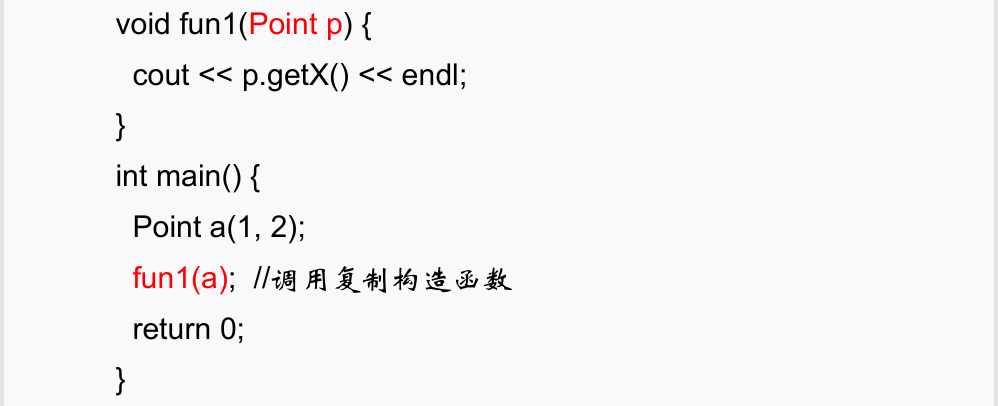 void fun1(Point p) {
cout << p.getX() << endl;
}
int main() {
Point a(1, 2);
fun1(a);  //调用复制构造函数
return 0;
}